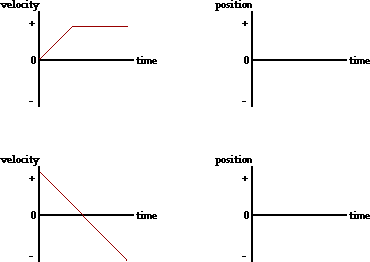 velocity
+
0
time
-
position
+
0
time
-
velocity
+
0
time
-
position
+
0
time
-